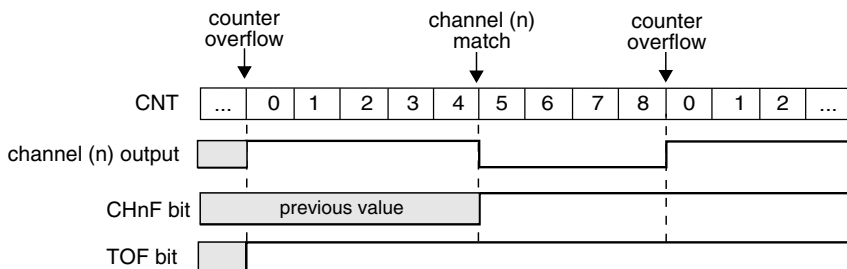 counter overflow
channel (n) match
counter overflow
CNT ... 0 1 2 3 4 5 6 7 8 0 1 2 ...
channel (n) output
CHnF bit previous value
TOF bit